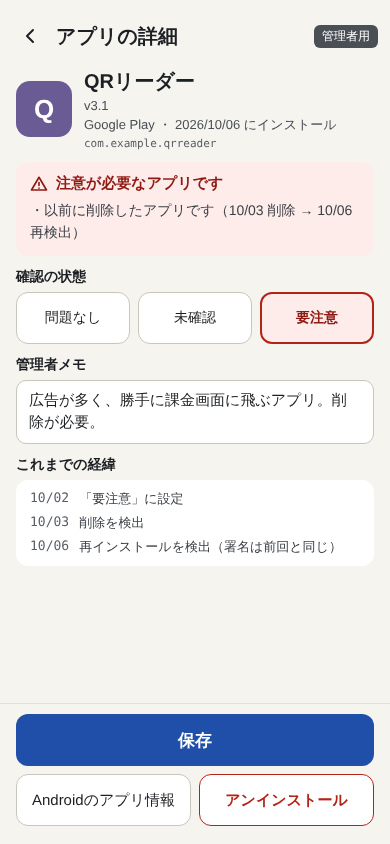 アプリの詳細
管理者用
Q
QRリーダー
v3.1
Google Play ・ 2026/10/06 にインストール
com.example.qrreader
注意が必要なアプリです
・以前に削除したアプリです（10/03 削除 → 10/06
再検出）
確認の状態
問題なし
未確認
要注意
管理者メモ
広告が多く、勝手に課金画面に飛ぶアプリ。削
除が必要。
これまでの経緯
10/02 「要注意」に設定
10/03 削除を検出
10/06 再インストールを検出（署名は前回と同じ）
保存
Androidのアプリ情報
アンインストール